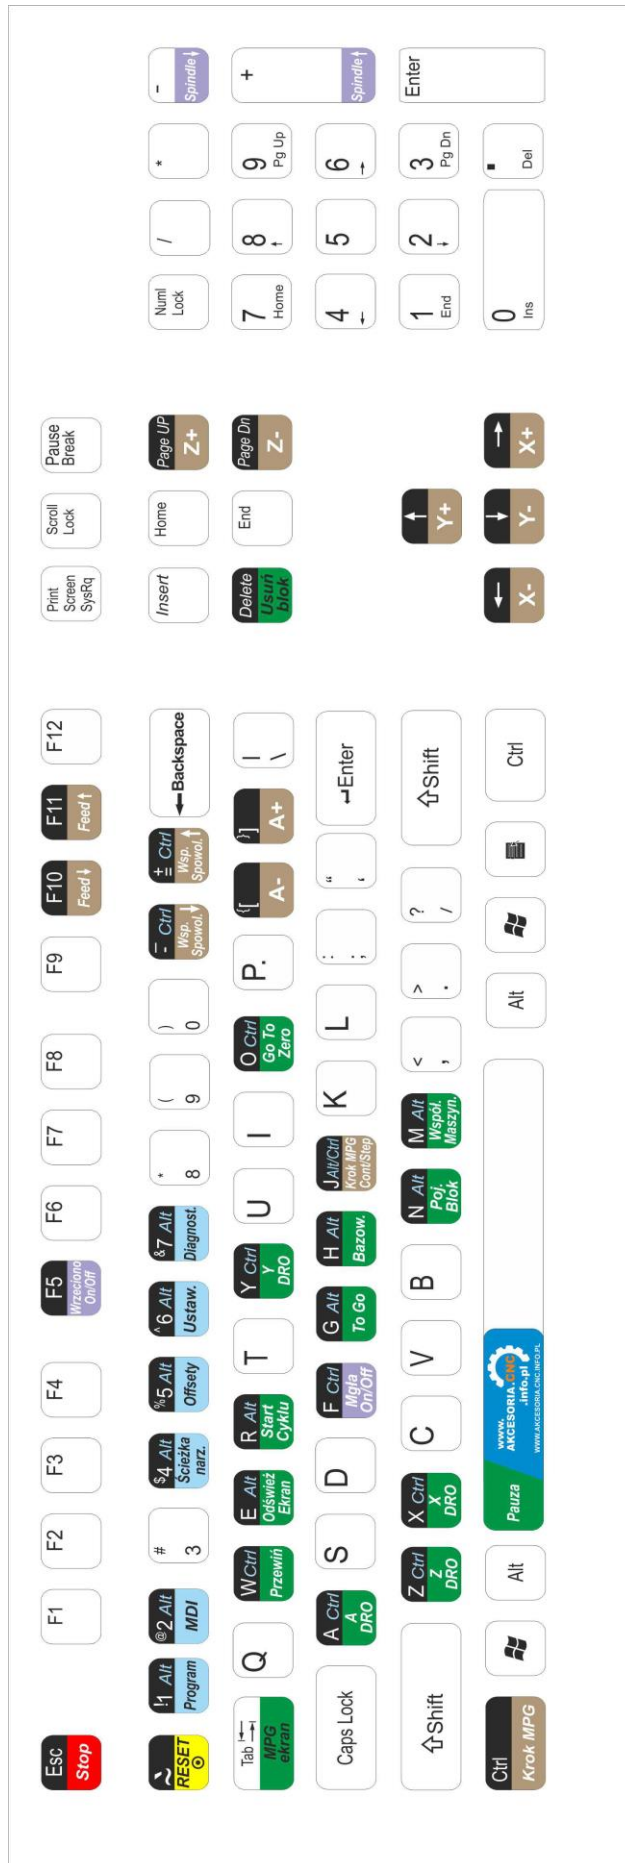 Esc
Stop
F1
F2
F3
F4
F5
Wrzeciono
On/Off
F6
F7
F8
F9
F10
Feed↓
F11
Feed↑
F12
Print
Screen
SysRq
Scroll
Lock
Pause
Break
~
RESET
!1 Alt
Program
@2 Alt
MDI
#
3
$4 Alt
Ścieżka
narz.
%5 Alt
Offsety
^6 Alt
Ustaw.
&7 Alt
Diagnost.
*
8
(
9
)
0
- Ctrl
Wsp.
Spowol.↓
± Ctrl
Wsp.
Spowol.↑
←Backspace
Insert
Home
Page UP
Z+
Numl
Lock
/
*
-
Spindle↓
Tab
MPG
ekran
Q
W Ctrl
Przewiń
E Alt
Odśwież
Ekran
R Alt
Start
Cyklu
T
Y Ctrl
Y
DRO
U
I
O Ctrl
Go To
Zero
P.
{[
A-
}]
A+
|
\
Delete
Usuń
blok
End
Page Dn
Z-
7
Home
8
↑
9
Pg Up
+
Spindle↑
Caps Lock
A Ctrl
A
DRO
S
D
F Ctrl
Mgła
On/Off
G Alt
To Go
H Alt
Bazow.
J Alt/Ctrl
Krok MPG
Cont/Step
K
L
:
;
“
‘
↵Enter
4
←
5
6
→
⇧Shift
Z Ctrl
Z
DRO
X Ctrl
X
DRO
C
V
B
N Alt
Poj.
Blok
M Alt
Współ.
Maszyn.
<
,
>
.
?
/
⇧Shift
↑
Y+
1
End
2
↓
3
Pg Dn
Enter
Ctrl
Krok MPG
Alt
Pauza
www.
AKCESORIA.CNC
.info.pl
WWW.AKCESORIA.CNC.INFO.PL
Alt
Ctrl
←
X-
↓
Y-
→
X+
0
Ins
.
Del